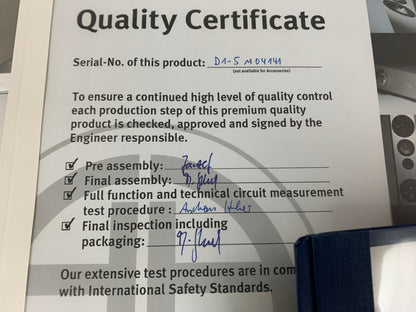 Quality Certificate
Serial-No. of this product: D1-5 M04141
(not available for Accessories)
To ensure a continued high level of quality control
each production step of this premium quality
product is checked, approved and signed by the
Engineer responsible.
Pre assembly:
Final assembly:
Full function and technical circuit measurement
test procedure : Andreas
Final inspection including
packaging:
Our extensive test procedures are in com
with International Safety Standards.